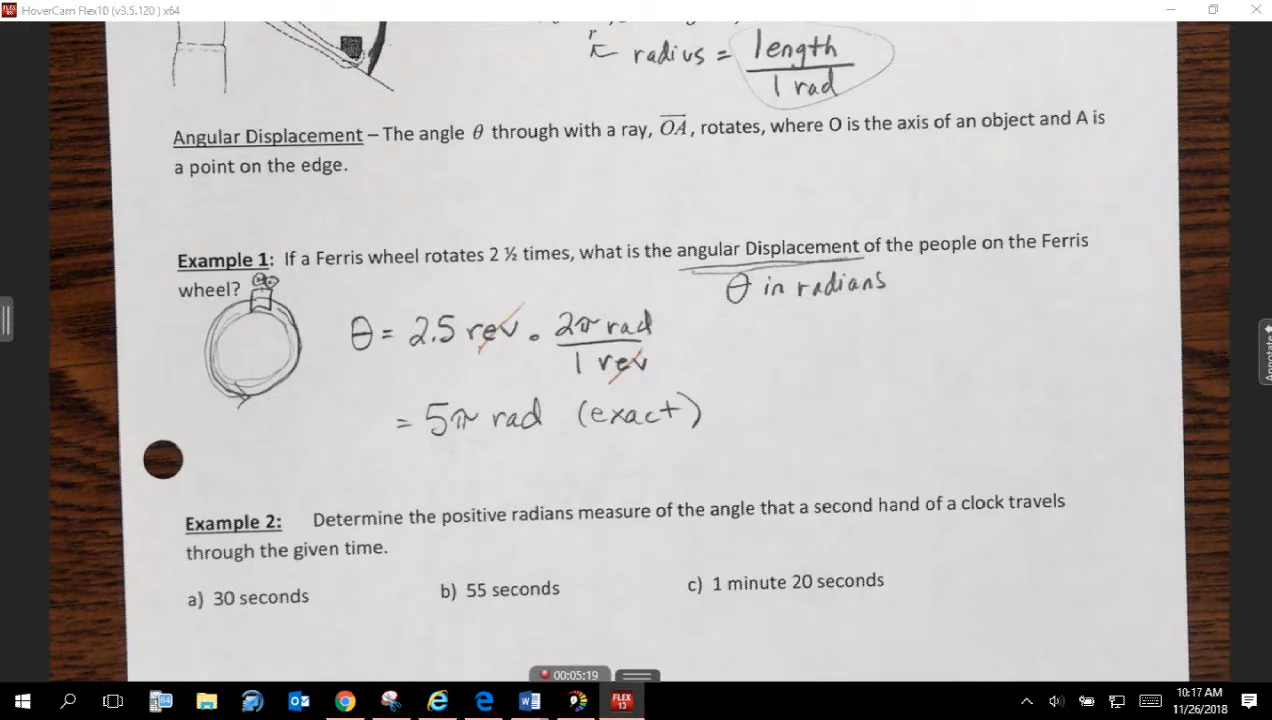 HoverCam Flex10 (v3.5.120 ) x64
r
radius = length / 1 rad
Angular Displacement – The angle θ through with a ray, OA, rotates, where O is the axis of an object and A is
a point on the edge.
Example 1: If a Ferris wheel rotates 2 ½ times, what is the angular Displacement of the people on the Ferris
wheel?
θ in radians
θ = 2.5 rev · 2π rad / 1 rev
= 5π rad (exact)
Example 2: Determine the positive radians measure of the angle that a second hand of a clock travels
through the given time.
a) 30 seconds b) 55 seconds c) 1 minute 20 seconds
Annotate
00:05:19
FLEX
10:17 AM
11/26/2018